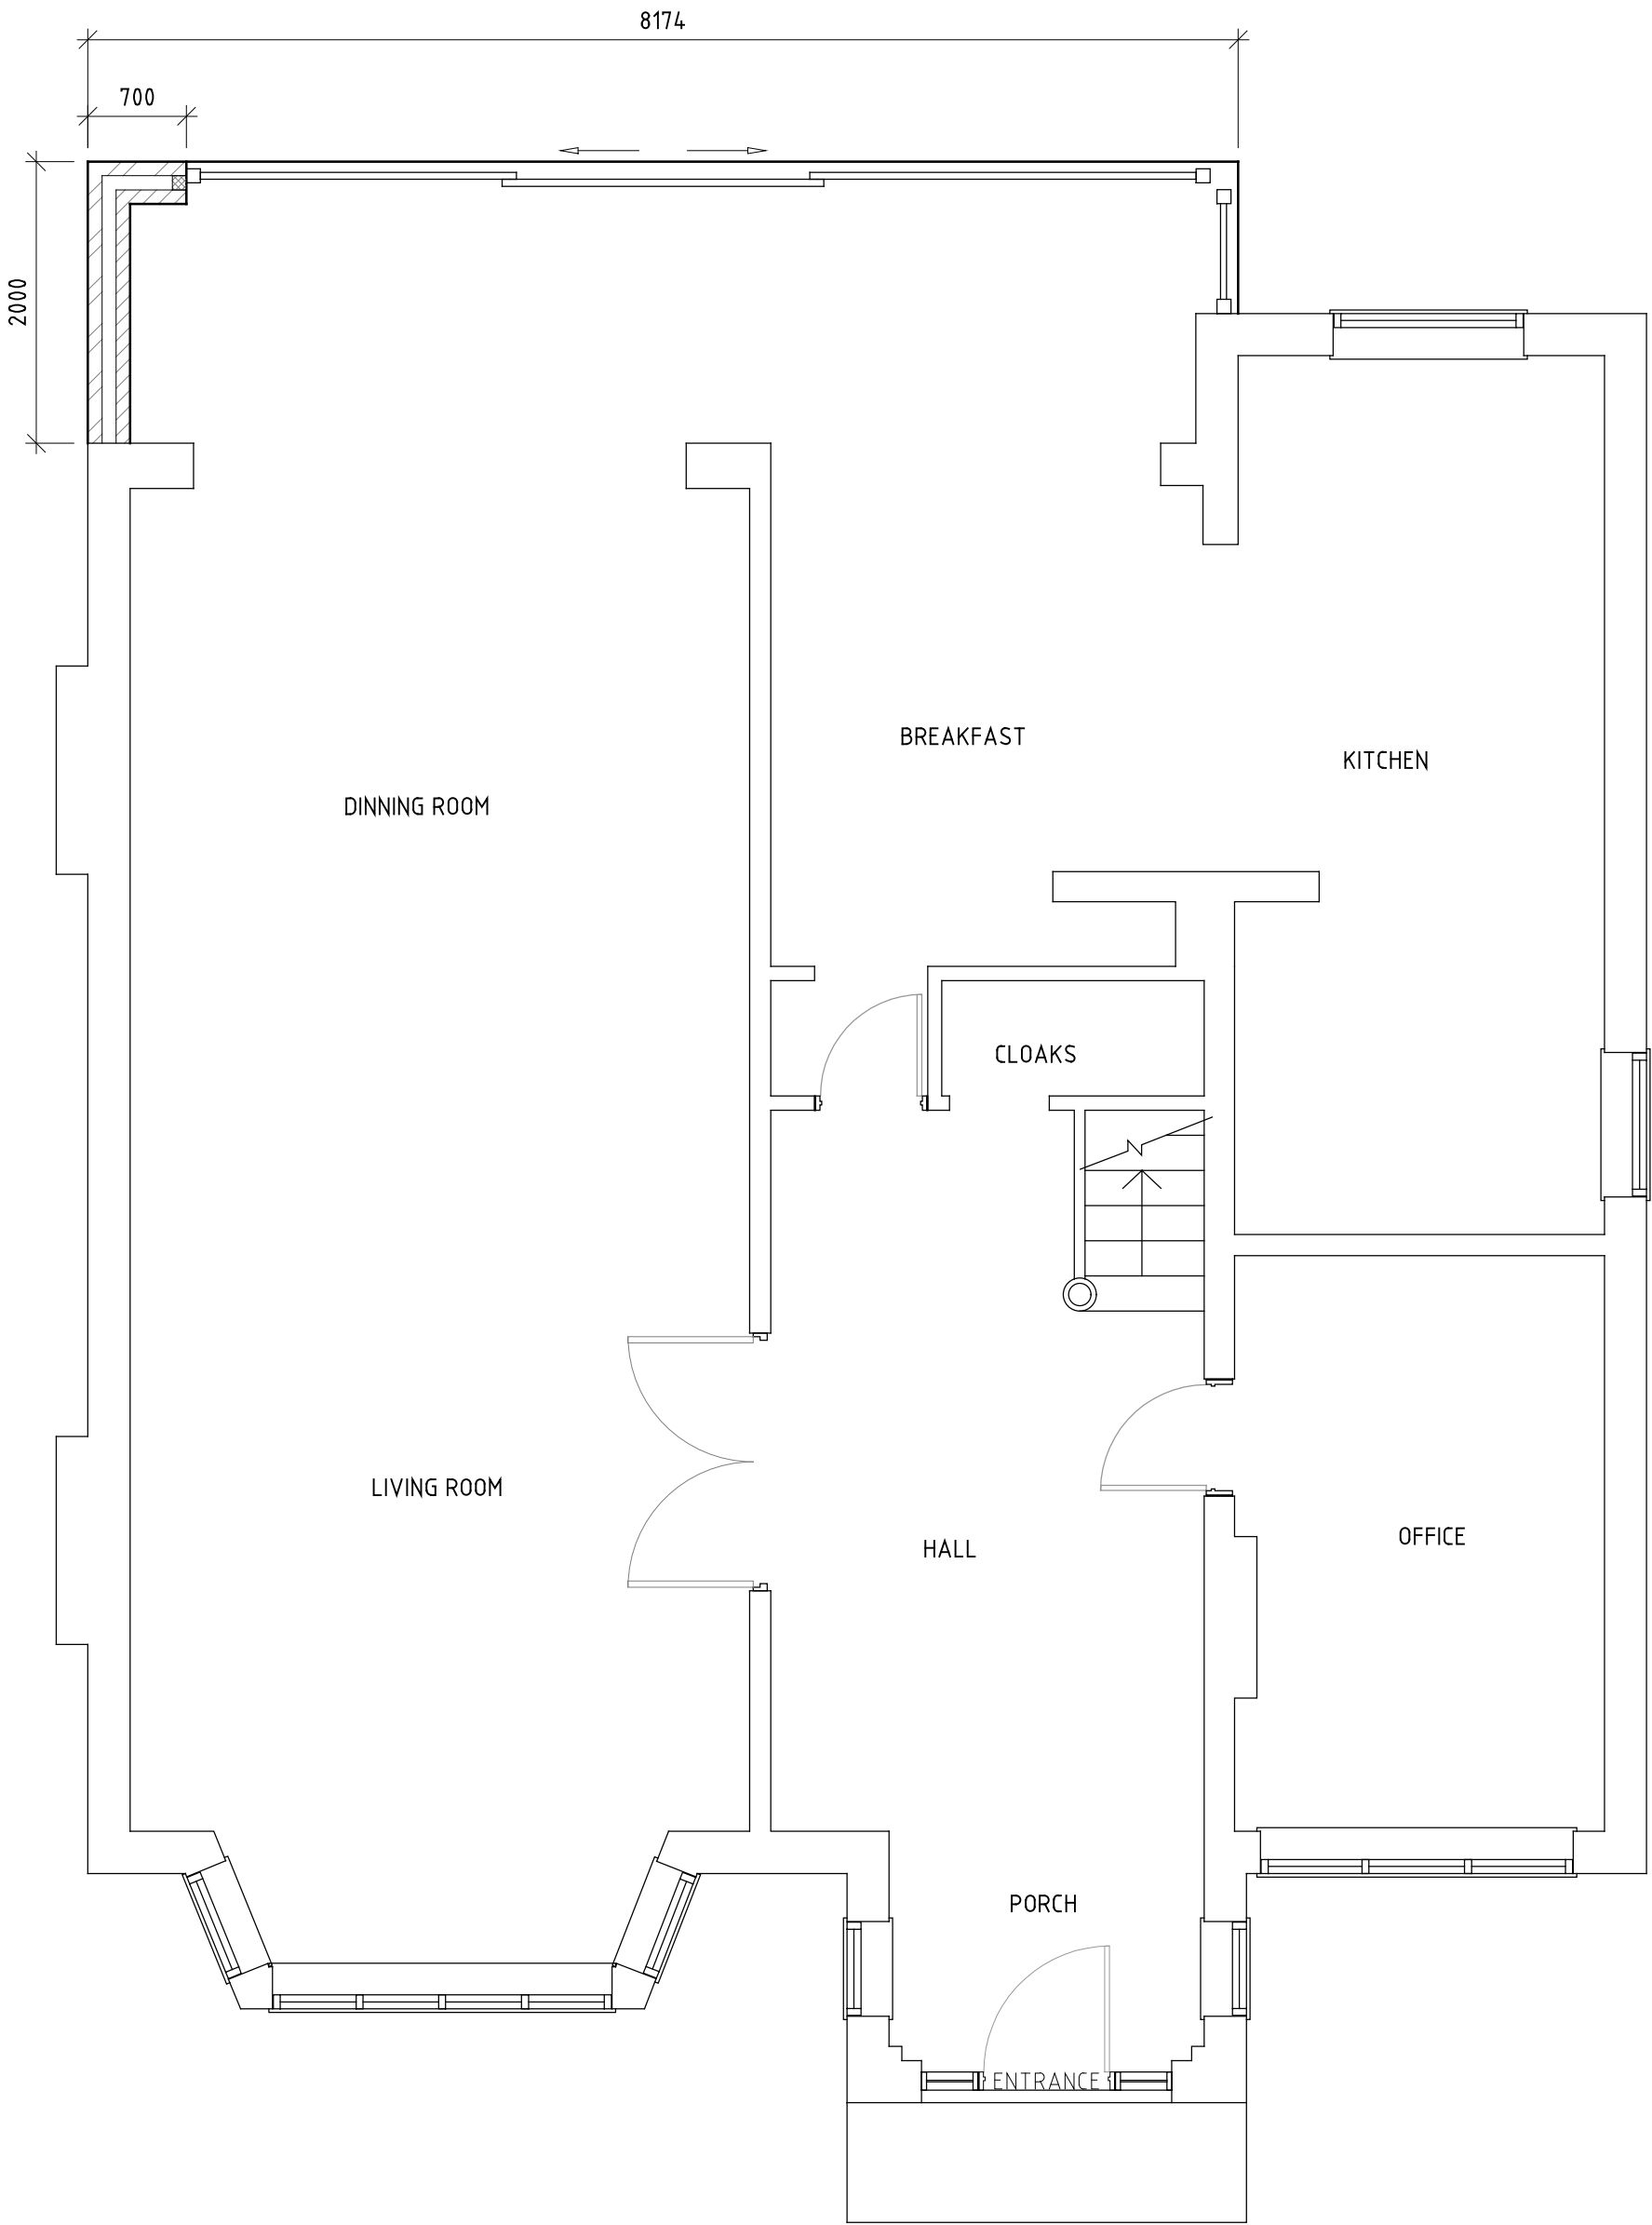 8174
700
2000
BREAKFAST
KITCHEN
DINNING ROOM
CLOAKS
LIVING ROOM
OFFICE
HALL
PORCH
ENTRANCE